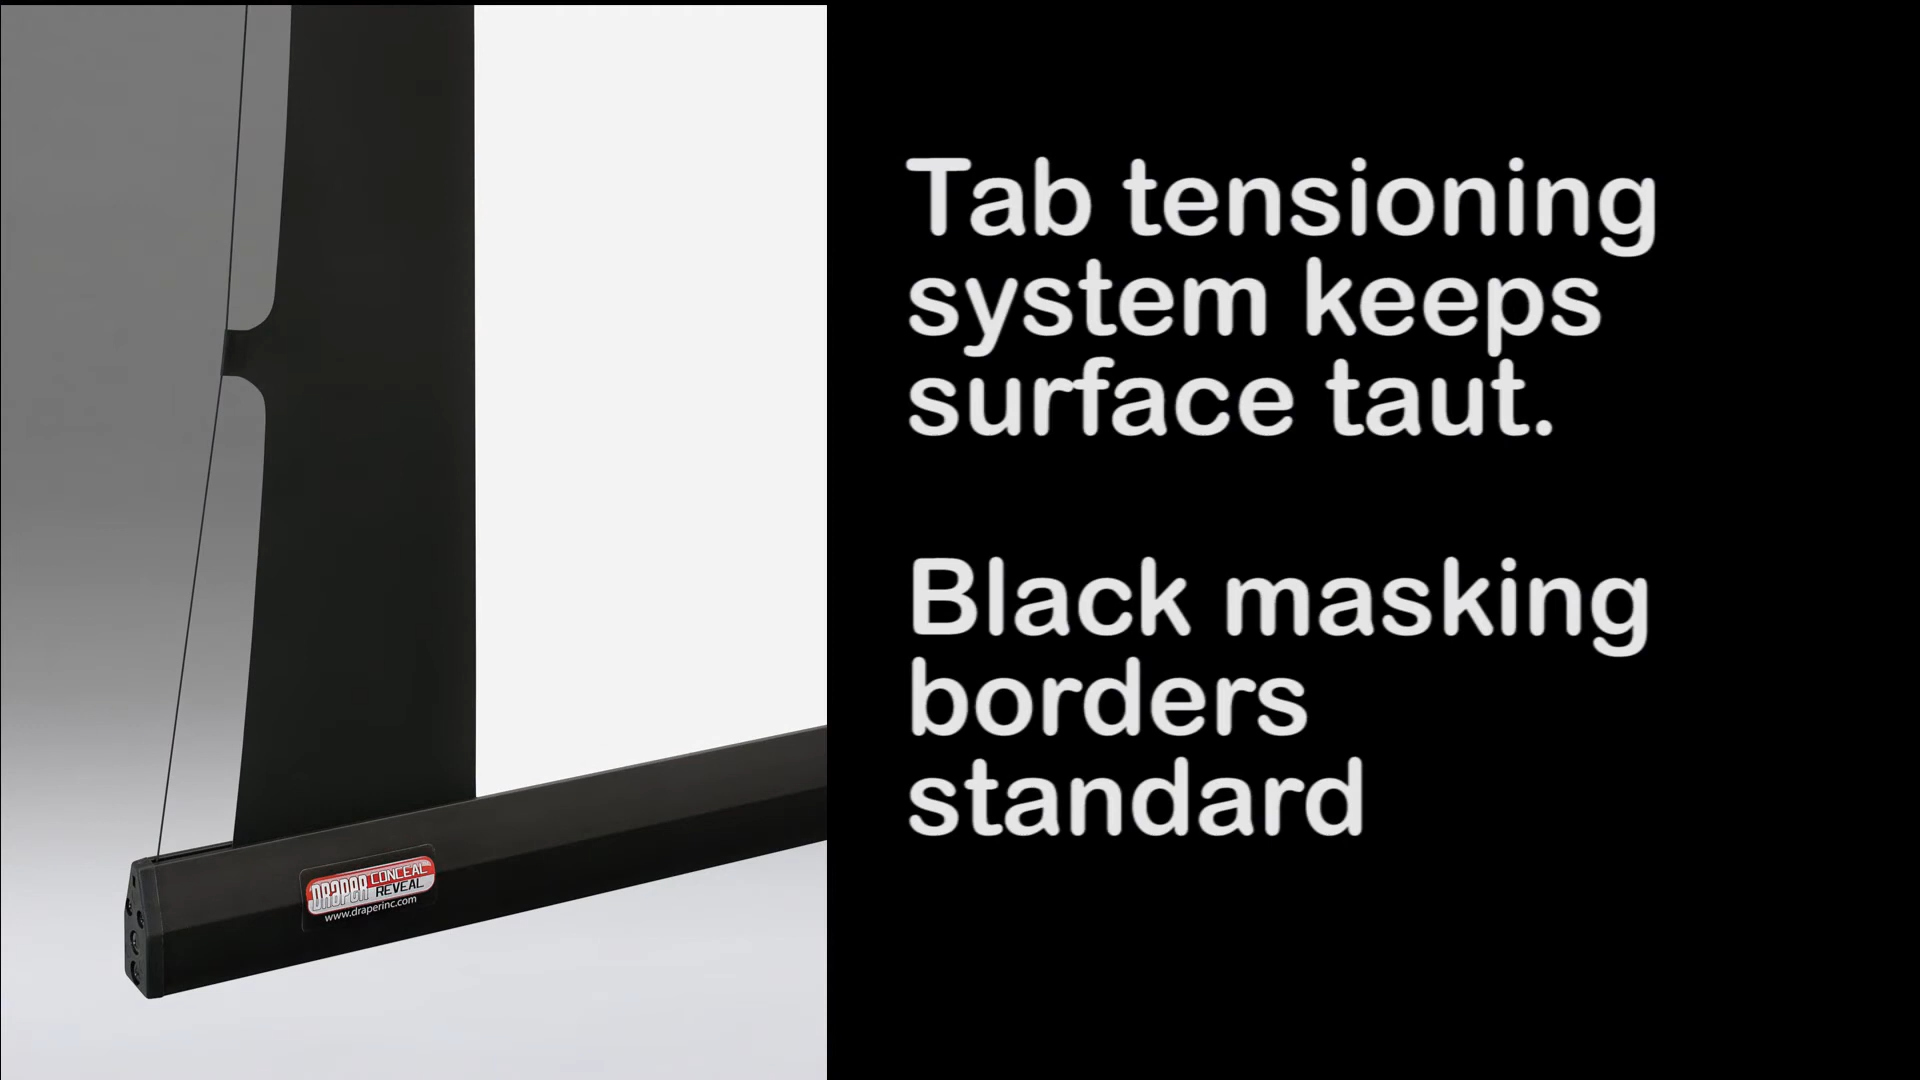 Tab tensioning
system keeps
surface taut.
Black masking
borders
standard
DRAPER CONCEAL
REVEAL
www.draperinc.com